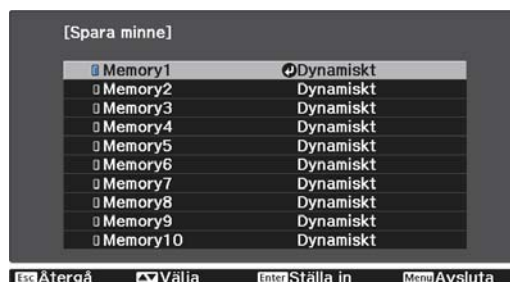 [Spara minne]
Memory1 Dynamiskt
Memory2 Dynamiskt
Memory3 Dynamiskt
Memory4 Dynamiskt
Memory5 Dynamiskt
Memory6 Dynamiskt
Memory7 Dynamiskt
Memory8 Dynamiskt
Memory9 Dynamiskt
Memory10 Dynamiskt
Esc Återgå Välja Enter Ställa in Menu Avsluta